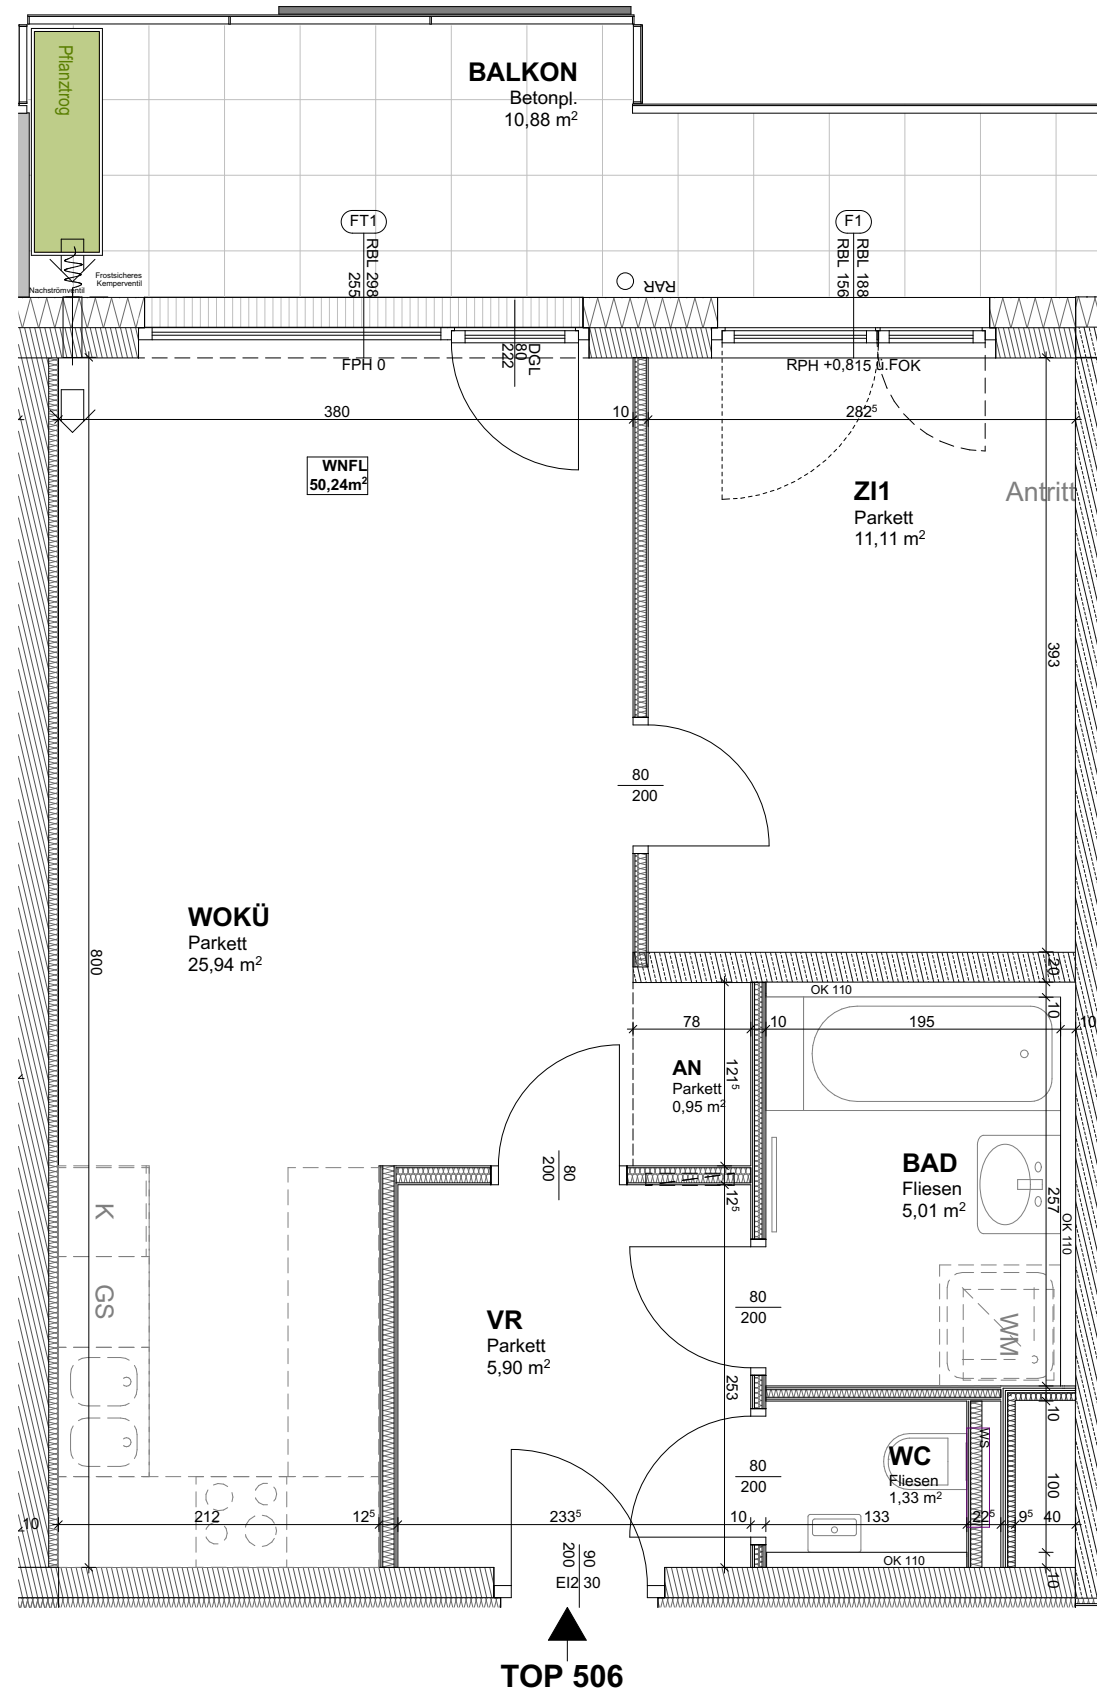 Pflanztrog
BALKON
Betonpl.
10,88 m²
FT1
RBL 298
255
F1
RBL 188
RBL 156
Frostsicheres
Kemperventil
Nachströmventil
RAR
DGL
80
222
FPH 0
RPH +0,815 ü.FOK
380
10
282⁵
WNFL
50,24m²
ZI1
Parkett
11,11 m²
Antritt
393
80
200
WOKÜ
Parkett
25,94 m²
800
20
OK 110
10
78
10
195
10
AN
Parkett
0,95 m²
121⁵
BAD
Fliesen
5,01 m²
257
OK 110
80
200
12⁵
K
GS
VR
Parkett
5,90 m²
80
200
WM
253
10
WC
Fliesen
1,33 m²
WS
80
200
100
10
212
12⁵
233⁵
10
133
22⁵
9⁵
40
90
200
EI2 30
OK 110
10
TOP 506